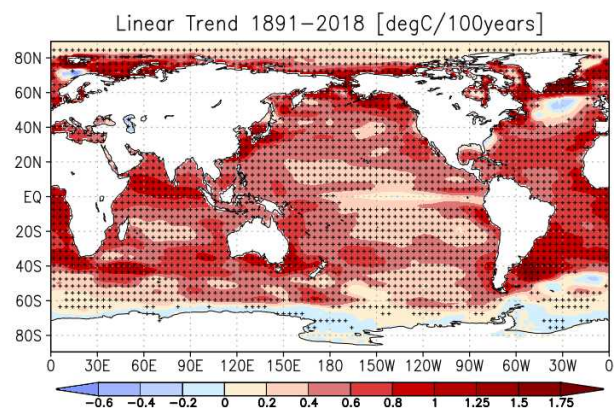 Linear Trend 1891-2018 [degC/100years]
80N
60N
40N
20N
EQ
20S
40S
60S
80S
0 30E 60E 90E 120E 150E 180 150W 120W 90W 60W 30W 0
-0.6 -0.4 -0.2 0 0.2 0.4 0.6 0.8 1 1.25 1.5 1.75